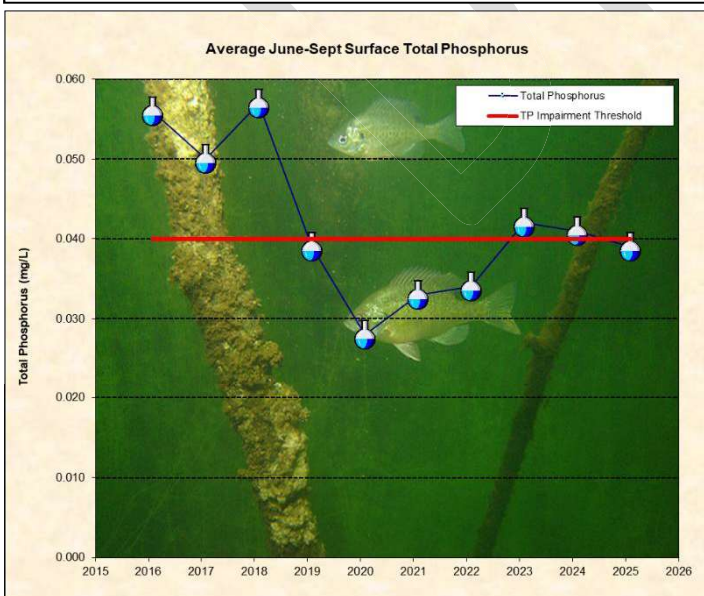 Average June-Sept Surface Total Phosphorus
Total Phosphorus
TP Impairment Threshold
Total Phosphorus (mg/L)
0.060
0.050
0.040
0.030
0.020
0.010
0.000
2015 2016 2017 2018 2019 2020 2021 2022 2023 2024 2025 2026